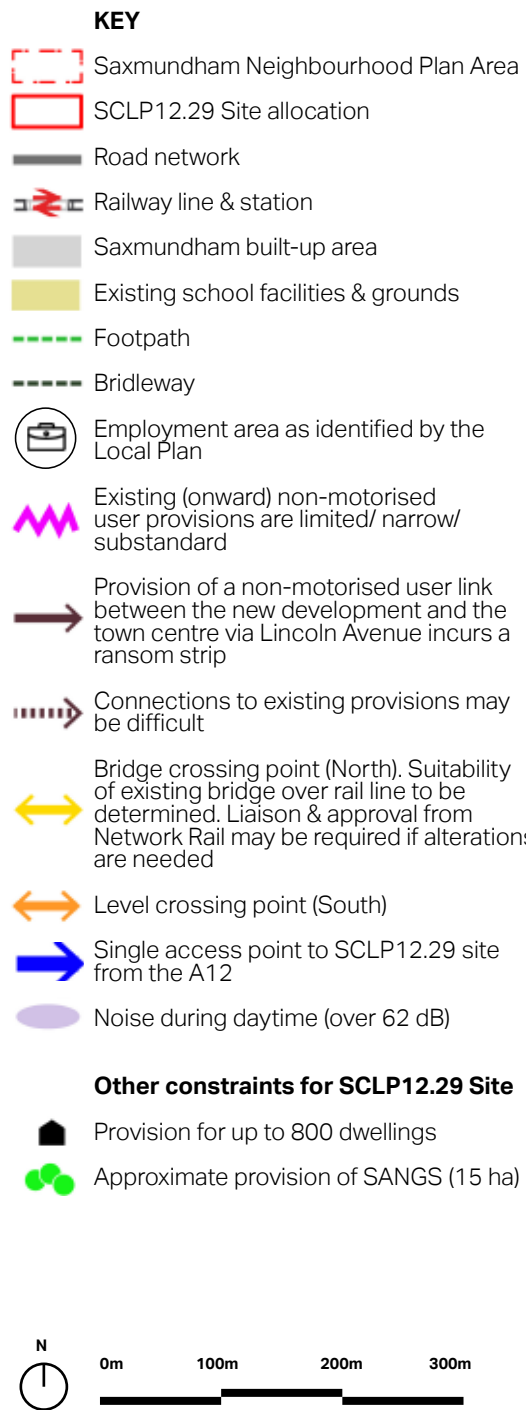 KEY
Saxmundham Neighbourhood Plan Area
SCLP12.29 Site allocation
Road network
Railway line & station
Saxmundham built-up area
Existing school facilities & grounds
Footpath
Bridleway
Employment area as identified by the
Local Plan
Existing (onward) non-motorised
user provisions are limited/ narrow/
substandard
Provision of a non-motorised user link
between the new development and the
town centre via Lincoln Avenue incurs a
ransom strip
Connections to existing provisions may
be difficult
Bridge crossing point (North). Suitability
of existing bridge over rail line to be
determined. Liaison & approval from
Network Rail may be required if alterations
are needed
Level crossing point (South)
Single access point to SCLP12.29 site
from the A12
Noise during daytime (over 62 dB)
Other constraints for SCLP12.29 Site
Provision for up to 800 dwellings
Approximate provision of SANGS (15 ha)
N
0m 100m 200m 300m